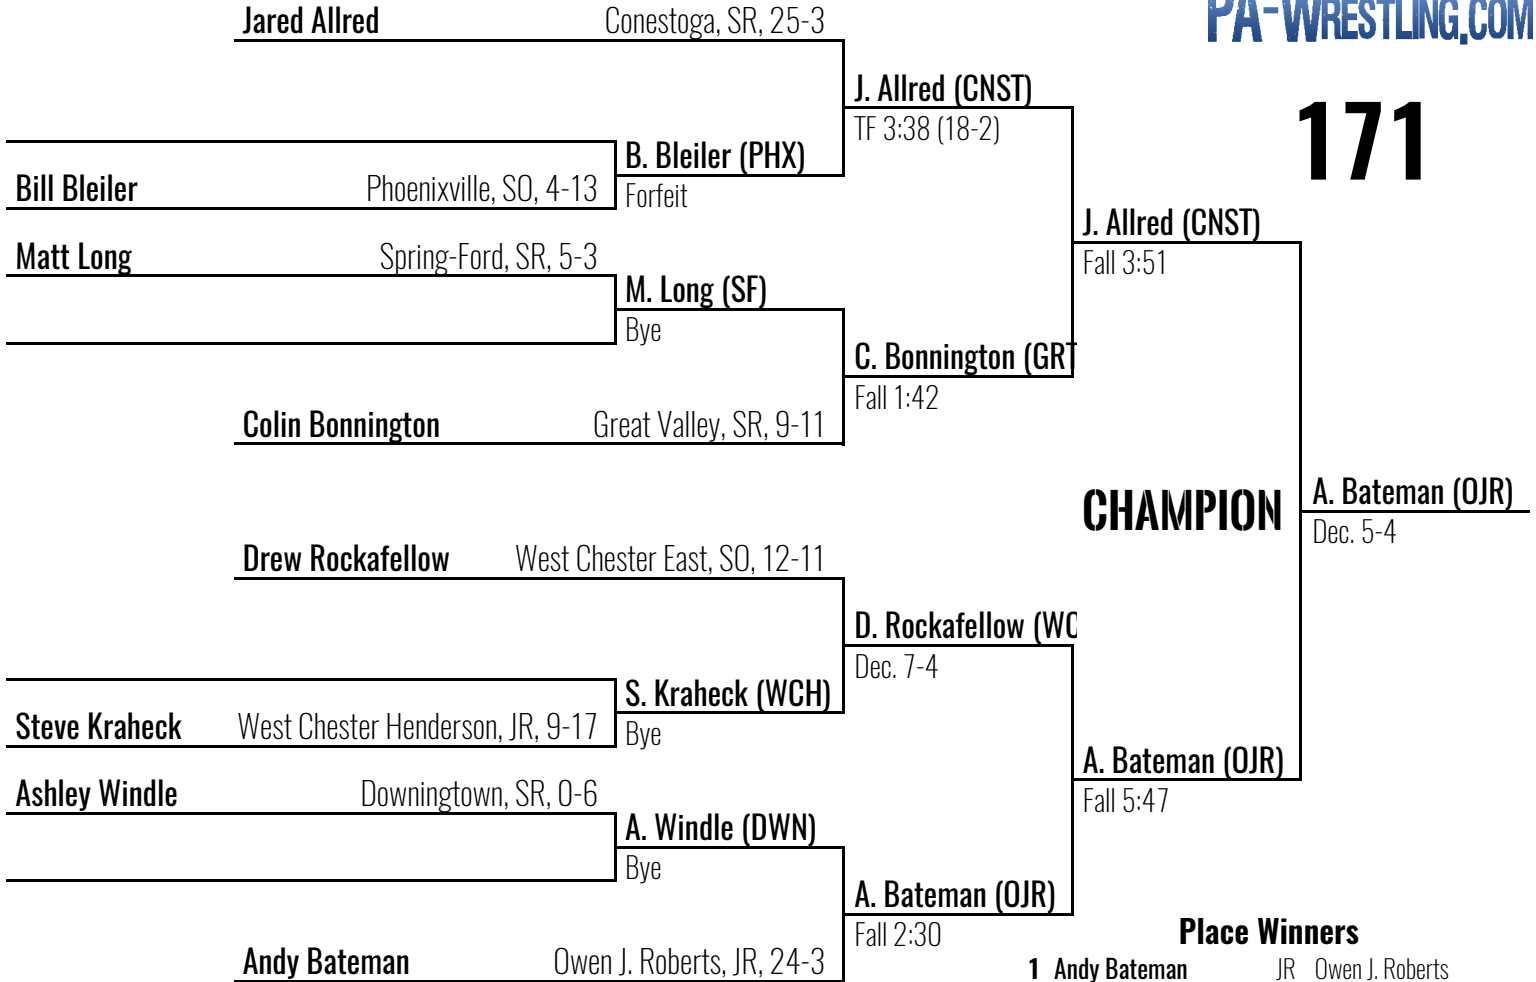 Jared Allred Conestoga, SR, 25-3
PA-WRESTLING.COM
J. Allred (CNST)
TF 3:38 (18-2)
171
B. Bleiler (PHX)
Forfeit
Bill Bleiler Phoenixville, SO, 4-13
J. Allred (CNST)
Fall 3:51
Matt Long Spring-Ford, SR, 5-3
M. Long (SF)
Bye
C. Bonnington (GRT
Fall 1:42
Colin Bonnington Great Valley, SR, 9-11
CHAMPION
A. Bateman (OJR)
Dec. 5-4
Drew Rockafellow West Chester East, SO, 12-11
D. Rockafellow (WC
Dec. 7-4
S. Kraheck (WCH)
Bye
Steve Kraheck West Chester Henderson, JR, 9-17
A. Bateman (OJR)
Fall 5:47
Ashley Windle Downingtown, SR, 0-6
A. Windle (DWN)
Bye
A. Bateman (OJR)
Fall 2:30
Andy Bateman Owen J. Roberts, JR, 24-3
Place Winners
1 Andy Bateman JR Owen J. Roberts